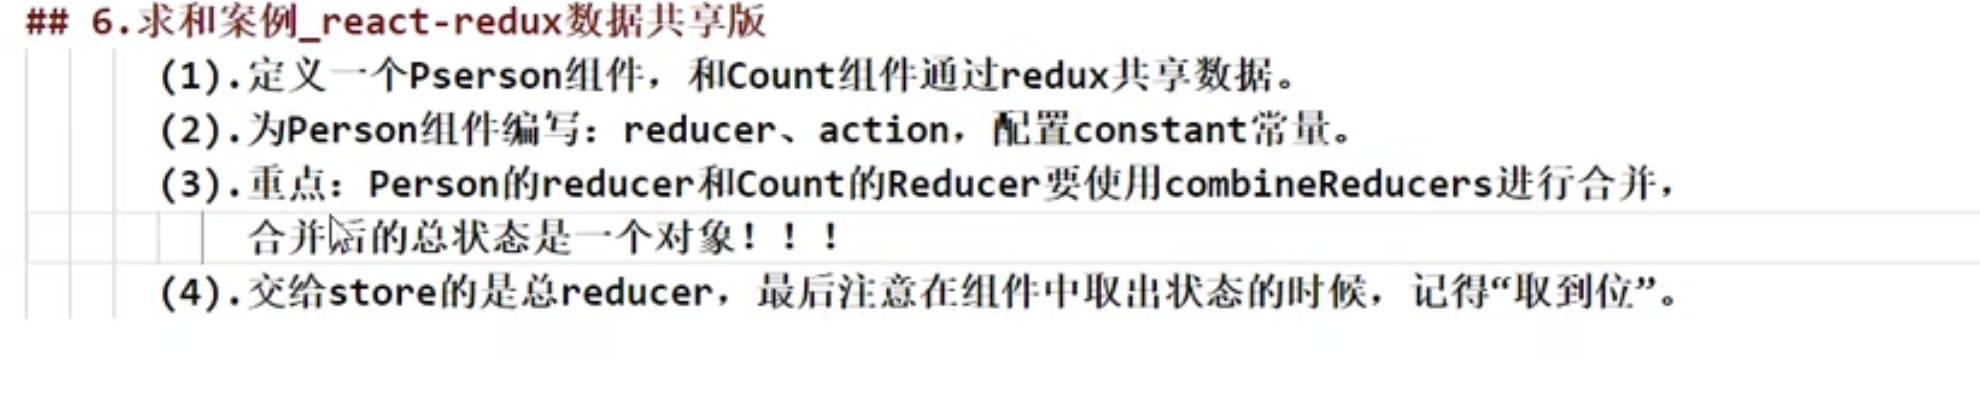 ## 6.求和案例_react-redux数据共享版
(1).定义一个Pserson组件，和Count组件通过redux共享数据。
(2).为Person组件编写：reducer、action，配置constant常量。
(3).重点：Person的reducer和Count的Reducer要使用combineReducers进行合并，
合并后的总状态是一个对象！！！
(4).交给store的是总reducer，最后注意在组件中取出状态的时候，记得“取到位”。